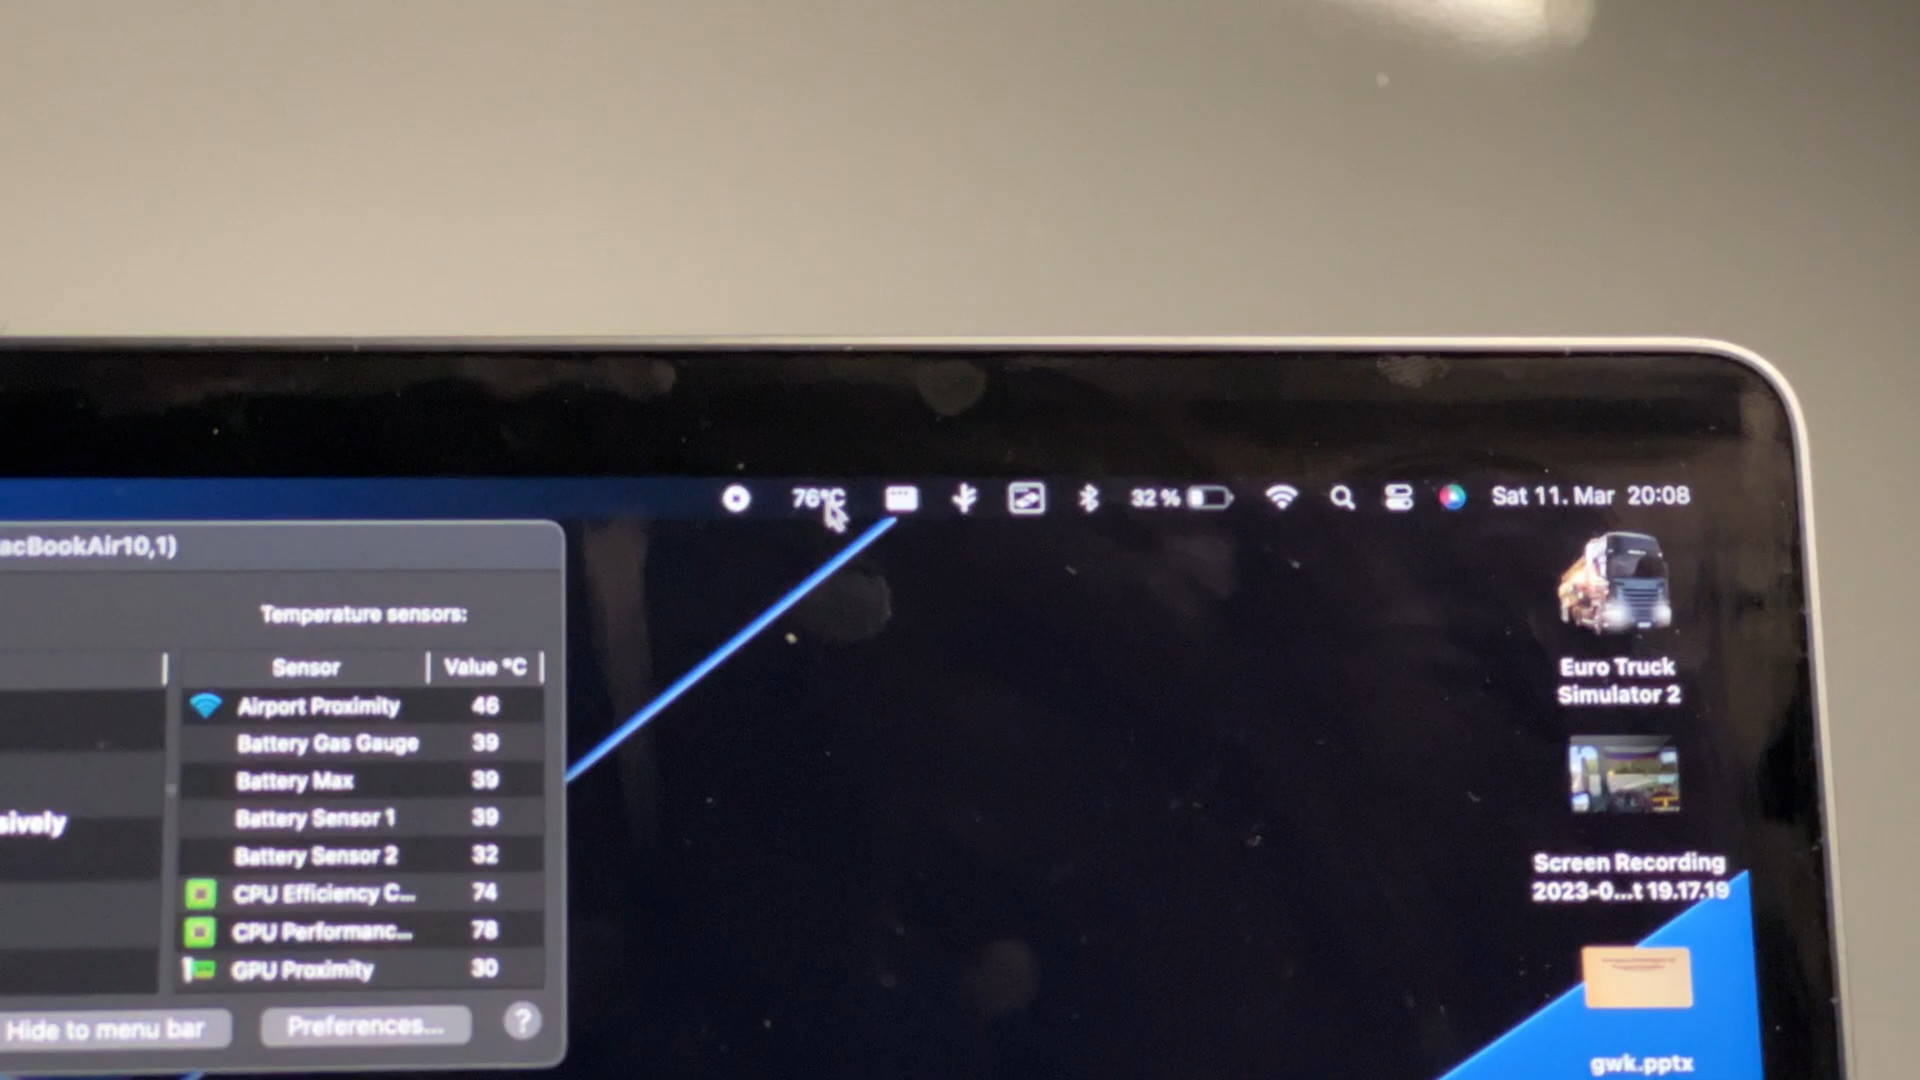 76°C 32 % Sat 11. Mar 20:08
acBookAir10,1)
Temperature sensors:
Sensor Value °C
Airport Proximity 46
Battery Gas Gauge 39
Battery Max 39
Battery Sensor 1 39
Battery Sensor 2 32
CPU Efficiency C... 74
CPU Performanc... 78
GPU Proximity 30
sively
Hide to menu bar
Preferences...
?
Euro Truck
Simulator 2
Screen Recording
2023-0...t 19.17.19
gwk.pptx